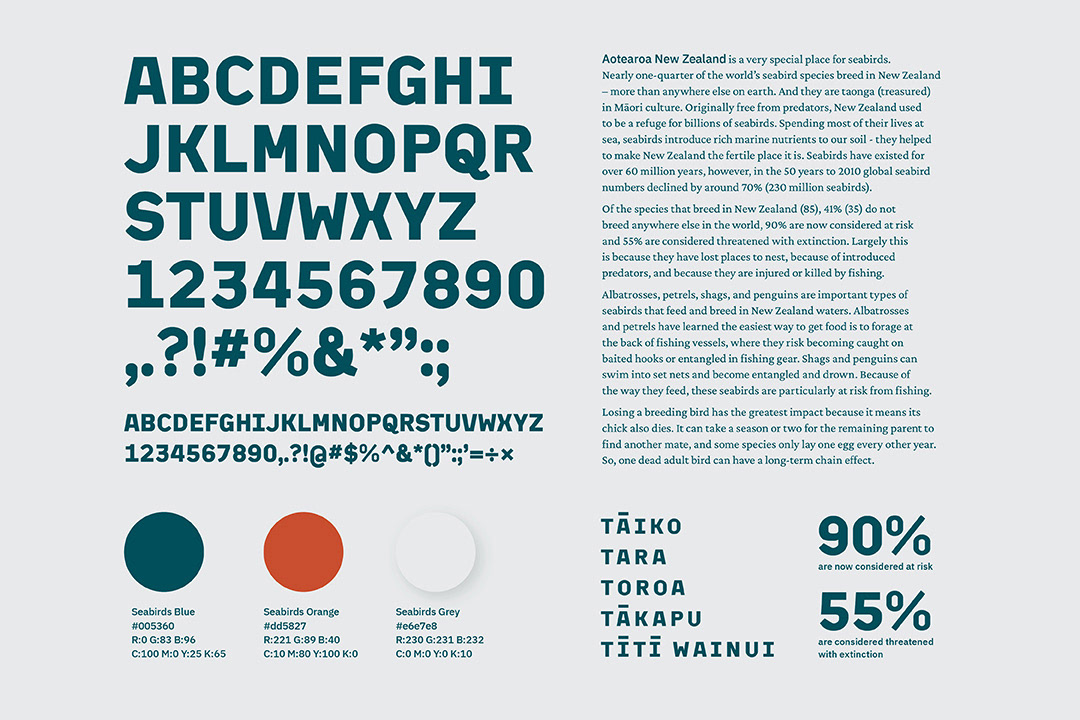 ABCDEFGHI
JKLMNOPQR
STUVWXYZ
1234567890
,.?!#%&*”:;
ABCDEFGHIJKLMNOPQRSTUVWXYZ
1234567890,.?!@#$%^&*()”:;’=÷×
Seabirds Blue
#005360
R:0 G:83 B:96
C:100 M:0 Y:25 K:65
Seabirds Orange
#dd5827
R:221 G:89 B:40
C:10 M:80 Y:100 K:0
Seabirds Grey
#e6e7e8
R:230 G:231 B:232
C:0 M:0 Y:0 K:10
Aotearoa New Zealand is a very special place for seabirds.
Nearly one-quarter of the world’s seabird species breed in New Zealand
– more than anywhere else on earth. And they are taonga (treasured)
in Māori culture. Originally free from predators, New Zealand used
to be a refuge for billions of seabirds. Spending most of their lives at
sea, seabirds introduce rich marine nutrients to our soil - they helped
to make New Zealand the fertile place it is. Seabirds have existed for
over 60 million years, however, in the 50 years to 2010 global seabird
numbers declined by around 70% (230 million seabirds).
Of the species that breed in New Zealand (85), 41% (35) do not
breed anywhere else in the world, 90% are now considered at risk
and 55% are considered threatened with extinction. Largely this
is because they have lost places to nest, because of introduced
predators, and because they are injured or killed by fishing.
Albatrosses, petrels, shags, and penguins are important types of
seabirds that feed and breed in New Zealand waters. Albatrosses
and petrels have learned the easiest way to get food is to forage at
the back of fishing vessels, where they risk becoming caught on
baited hooks or entangled in fishing gear. Shags and penguins can
swim into set nets and become entangled and drown. Because of
the way they feed, these seabirds are particularly at risk from fishing.
Losing a breeding bird has the greatest impact because it means its
chick also dies. It can take a season or two for the remaining parent to
find another mate, and some species only lay one egg every other year.
So, one dead adult bird can have a long-term chain effect.
TĀIKO
TARA
TOROA
TĀKAPU
TĪTĪ WAINUI
90%
are now considered at risk
55%
are considered threatened
with extinction